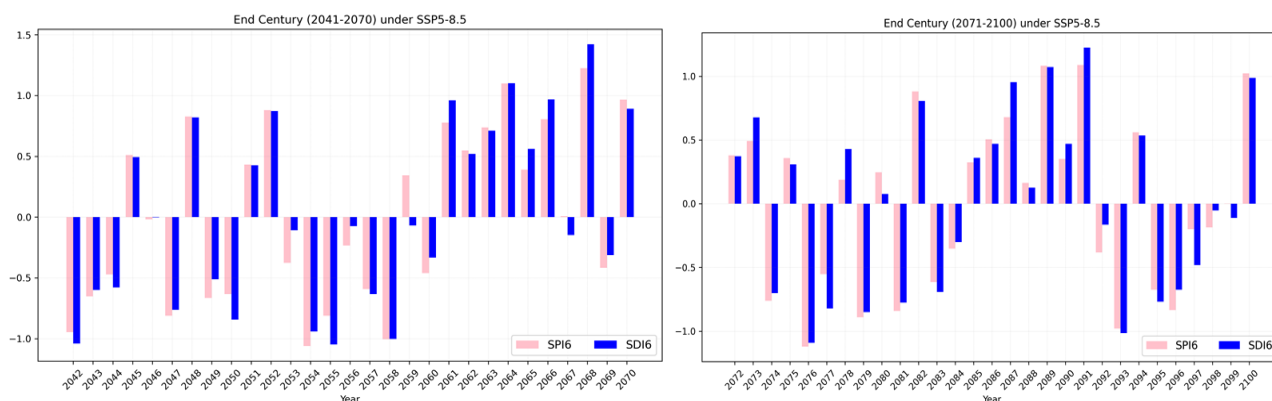 End Century (2041-2070) under SSP5-8.5
1.5
1.0
0.5
0.0
−0.5
−1.0
SPI6 SDI6
2042 2043 2044 2045 2046 2047 2048 2049 2050 2051 2052 2053 2054 2055 2056 2057 2058 2059 2060 2061 2062 2063 2064 2065 2066 2067 2068 2069 2070
Year
End Century (2071-2100) under SSP5-8.5
1.0
0.5
0.0
−0.5
−1.0
SPI6 SDI6
2072 2073 2074 2075 2076 2077 2078 2079 2080 2081 2082 2083 2084 2085 2086 2087 2088 2089 2090 2091 2092 2093 2094 2095 2096 2097 2098 2099 2100
Year